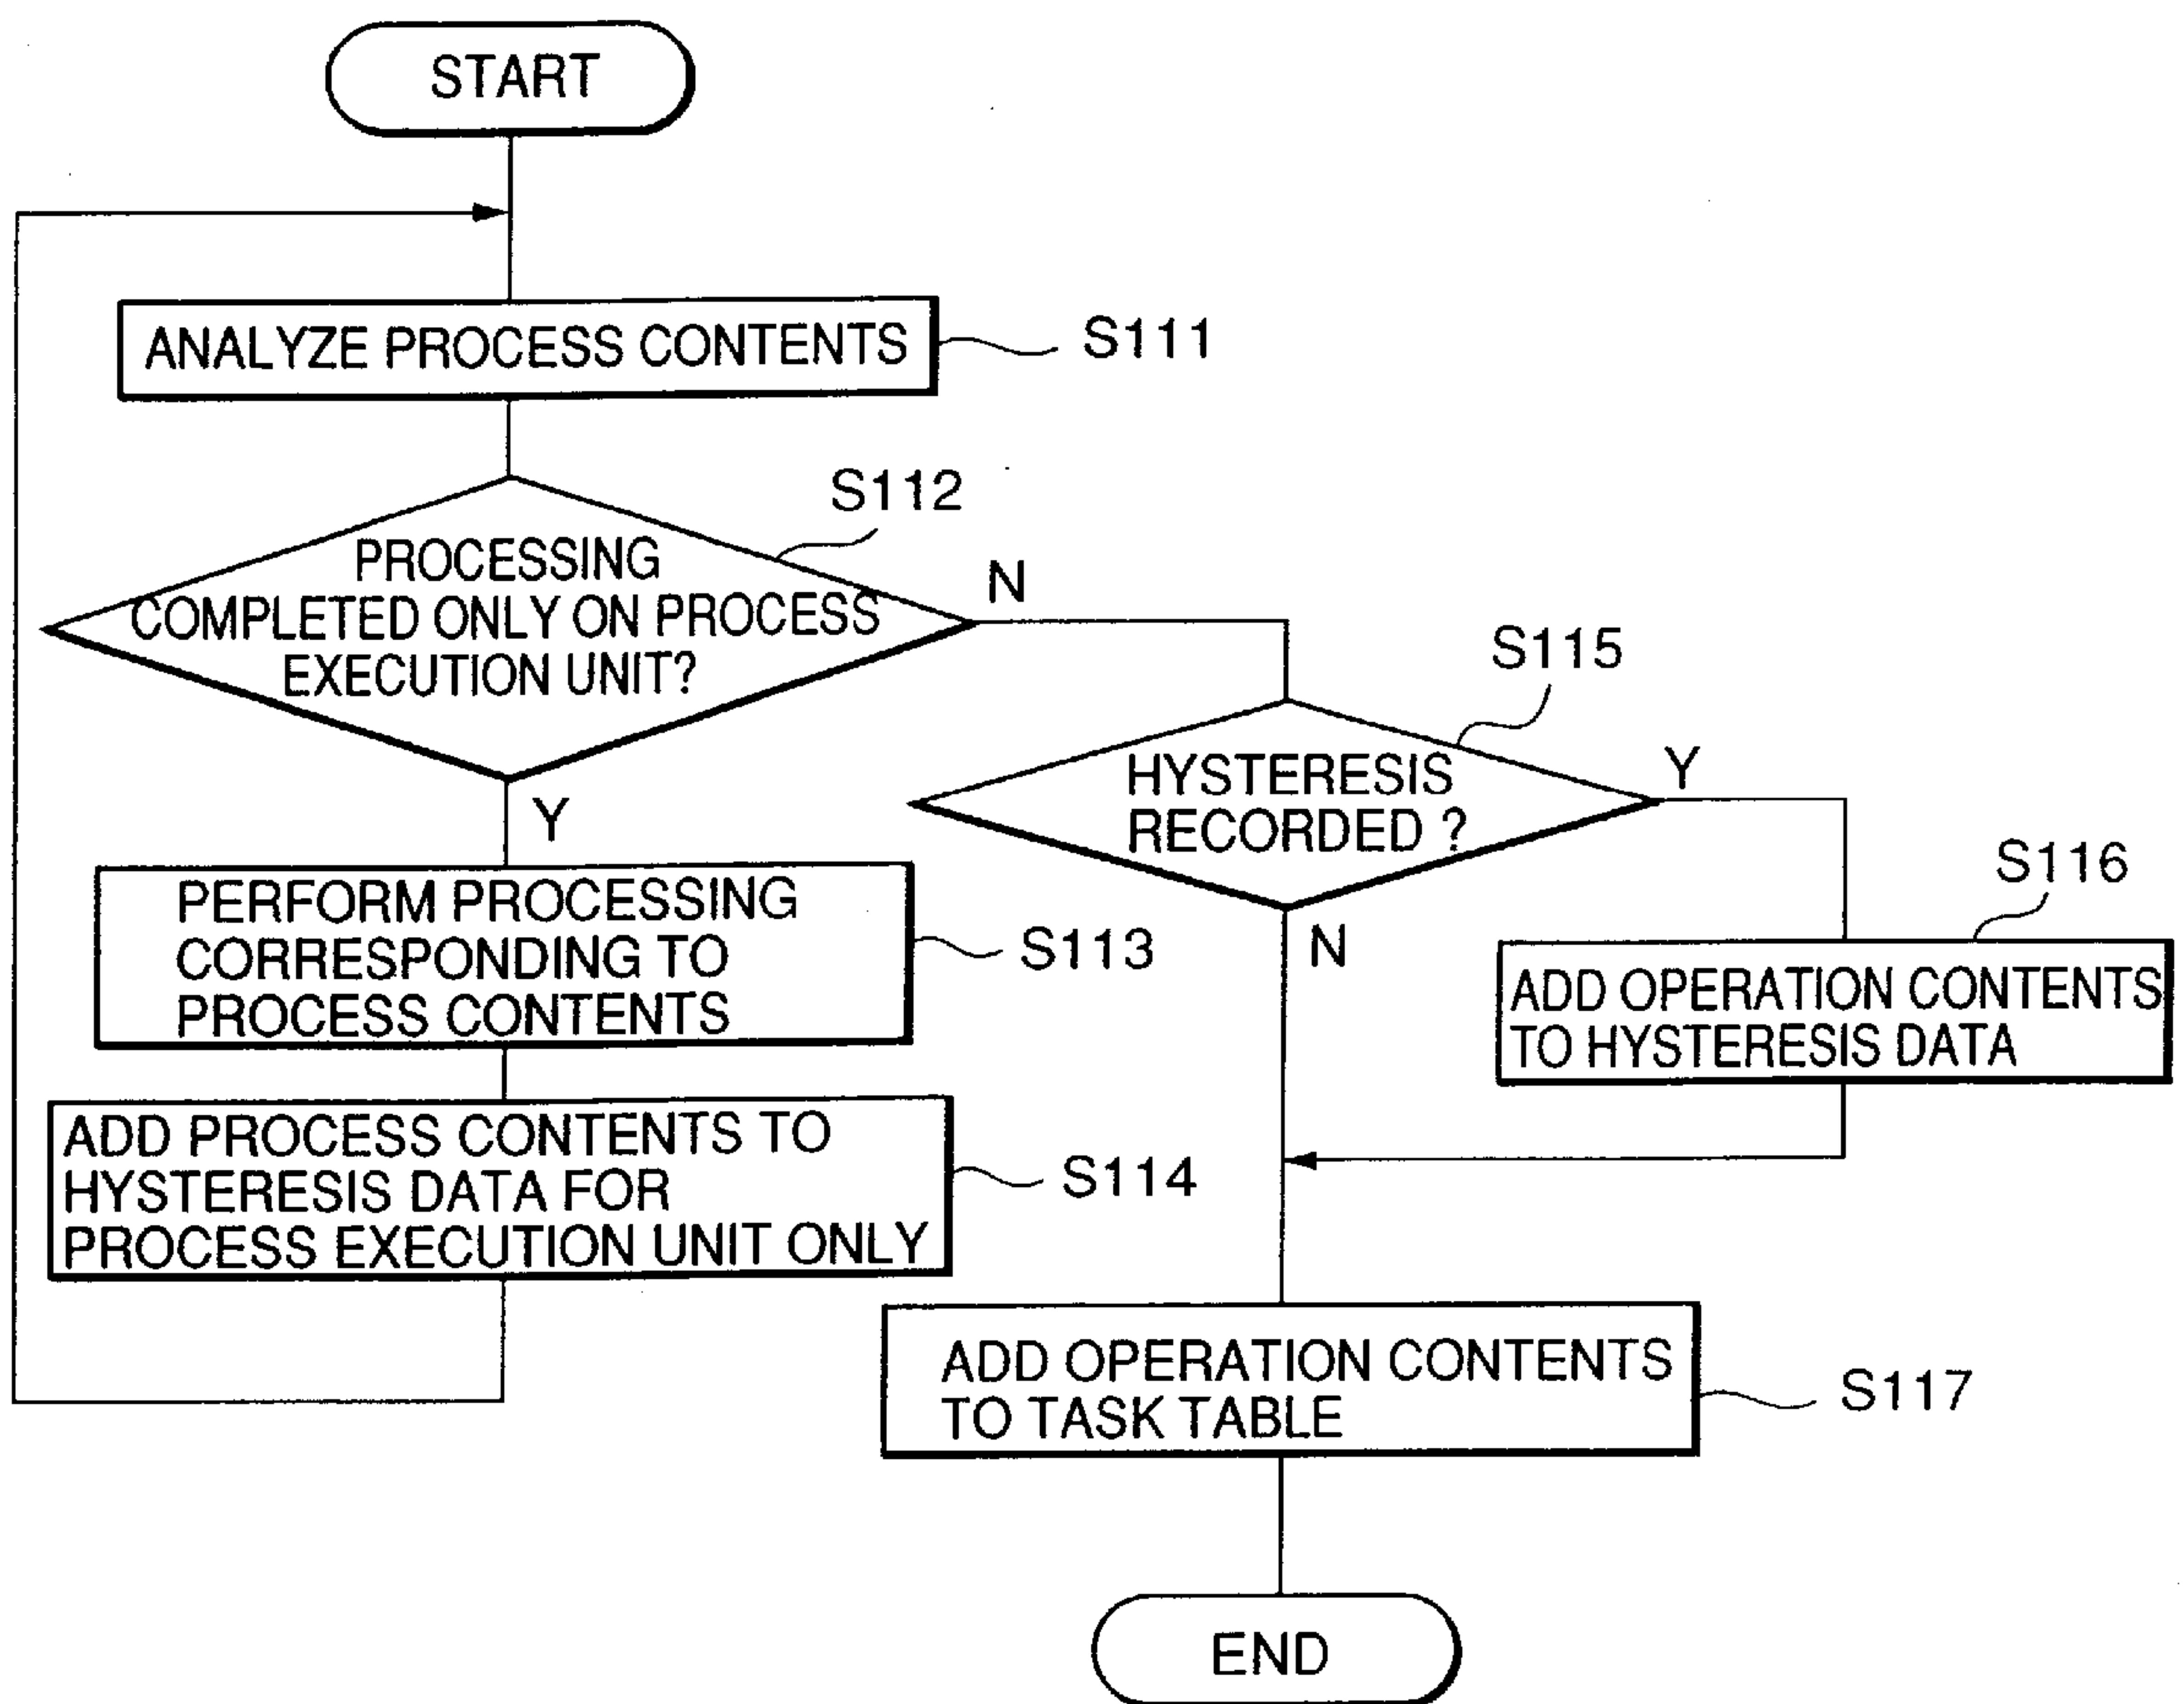 START
ANALYZE PROCESS CONTENTS
S111
S112
PROCESSING
COMPLETED ONLY ON PROCESS
EXECUTION UNIT?
N
Y
S115
HYSTERESIS
RECORDED ?
Y
N
S116
ADD OPERATION CONTENTS
TO HYSTERESIS DATA
PERFORM PROCESSING
CORRESPONDING TO
PROCESS CONTENTS
S113
ADD PROCESS CONTENTS TO
HYSTERESIS DATA FOR
PROCESS EXECUTION UNIT ONLY
S114
ADD OPERATION CONTENTS
TO TASK TABLE
S117
END